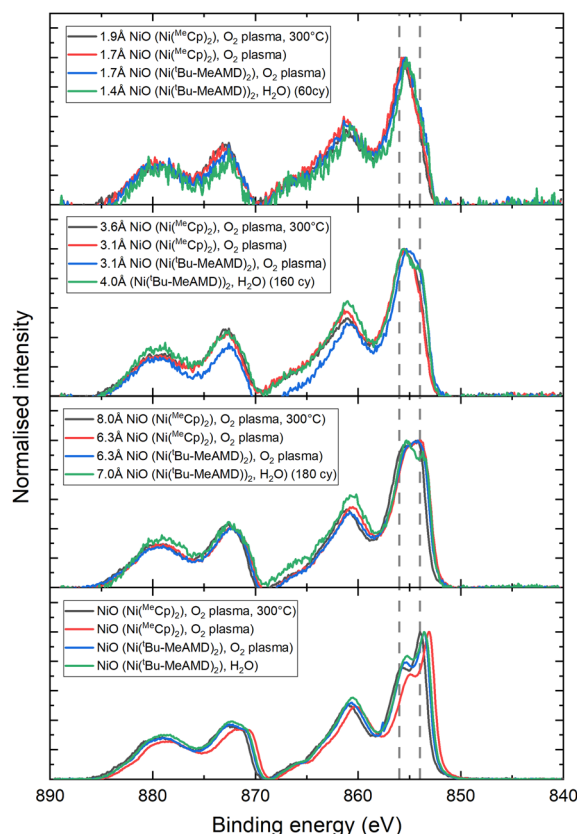 1.9Å NiO (Ni(ᴹᵉCp)₂), O₂ plasma, 300°C)
1.7Å NiO (Ni(ᴹᵉCp)₂), O₂ plasma)
1.7Å NiO (Ni(ᵗBu-MeAMD)₂), O₂ plasma)
1.4Å NiO (Ni(ᵗBu-MeAMD))₂, H₂O) (60cy)
3.6Å NiO (Ni(ᴹᵉCp)₂), O₂ plasma, 300°C)
3.1Å NiO (Ni(ᴹᵉCp)₂), O₂ plasma)
3.1Å NiO (Ni(ᵗBu-MeAMD)₂), O₂ plasma)
4.0Å (Ni(ᵗBu-MeAMD))₂, H₂O) (160 cy)
8.0Å NiO (Ni(ᴹᵉCp)₂), O₂ plasma, 300°C)
6.3Å NiO (Ni(ᴹᵉCp)₂), O₂ plasma)
6.3Å NiO (Ni(ᵗBu-MeAMD)₂), O₂ plasma)
7.0Å NiO (Ni(ᵗBu-MeAMD))₂, H₂O) (180 cy)
NiO (Ni(ᴹᵉCp)₂), O₂ plasma, 300°C)
NiO (Ni(ᴹᵉCp)₂), O₂ plasma)
NiO (Ni(ᵗBu-MeAMD)₂), O₂ plasma)
NiO (Ni(ᵗBu-MeAMD)₂), H₂O)
Normalised intensity
890 880 870 860 850 840
Binding energy (eV)